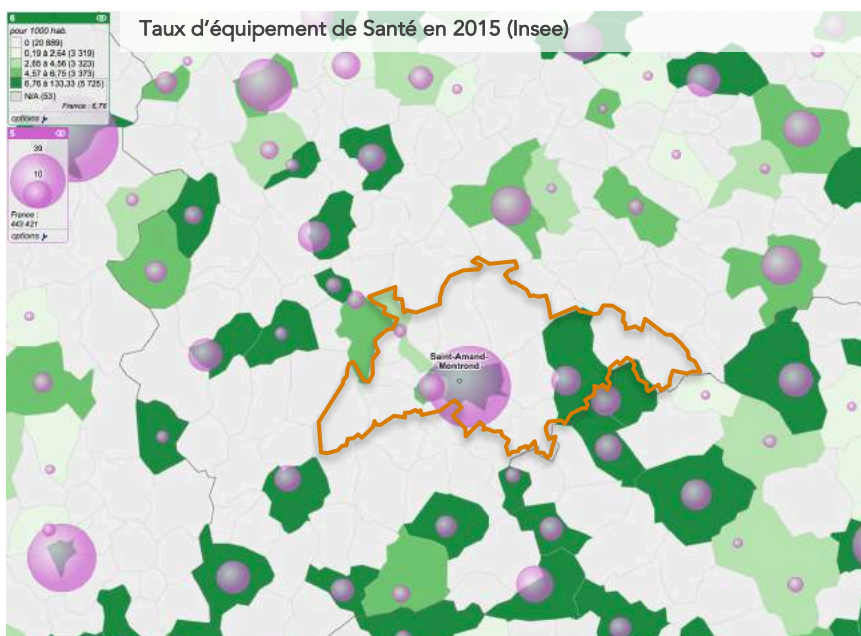 Taux d'équipement de Santé en 2015 (Insee)
6
pour 1000 hab.
0 (20 889)
0,19 à 2,64 (3 319)
2,65 à 4,56 (3 323)
4,57 à 6,75 (3 373)
6,76 à 133,33 (5 725)
N/A (53)
France : 6,76
options
5
39
10
France :
443 421
options
Saint-Amand-
Montrond